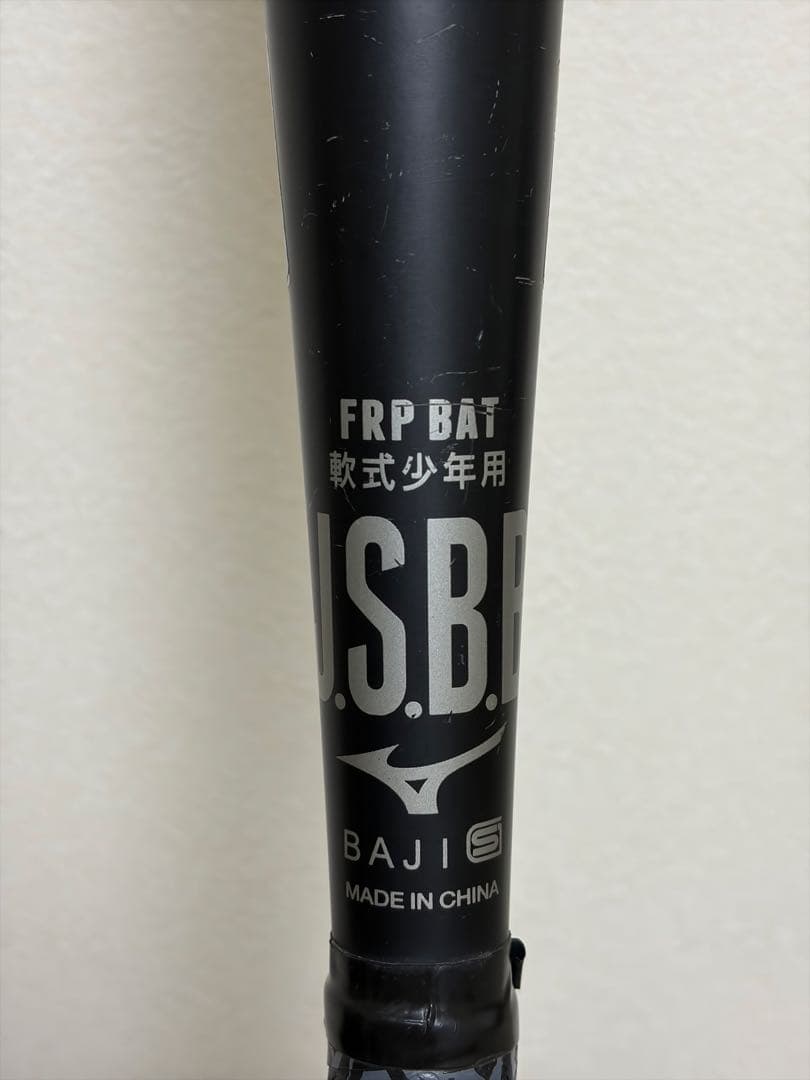 FRP BAT
軟式少年用
J.S.B.B
BAJI S
MADE IN CHINA